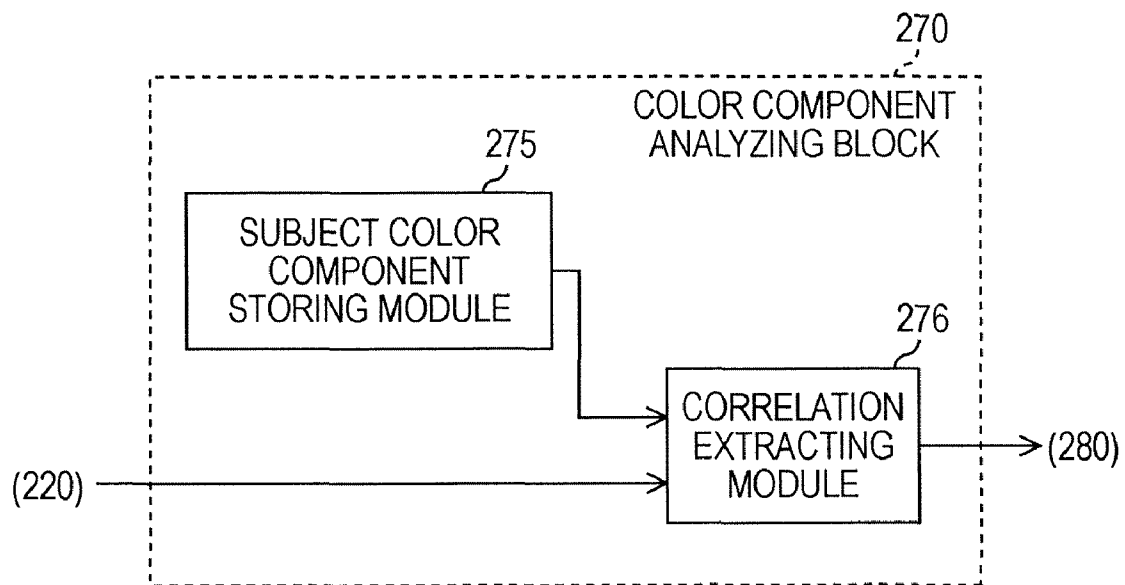 270
COLOR COMPONENT
ANALYZING BLOCK
275
SUBJECT COLOR
COMPONENT
STORING MODULE
276
CORRELATION
EXTRACTING
MODULE
(220)
(280)